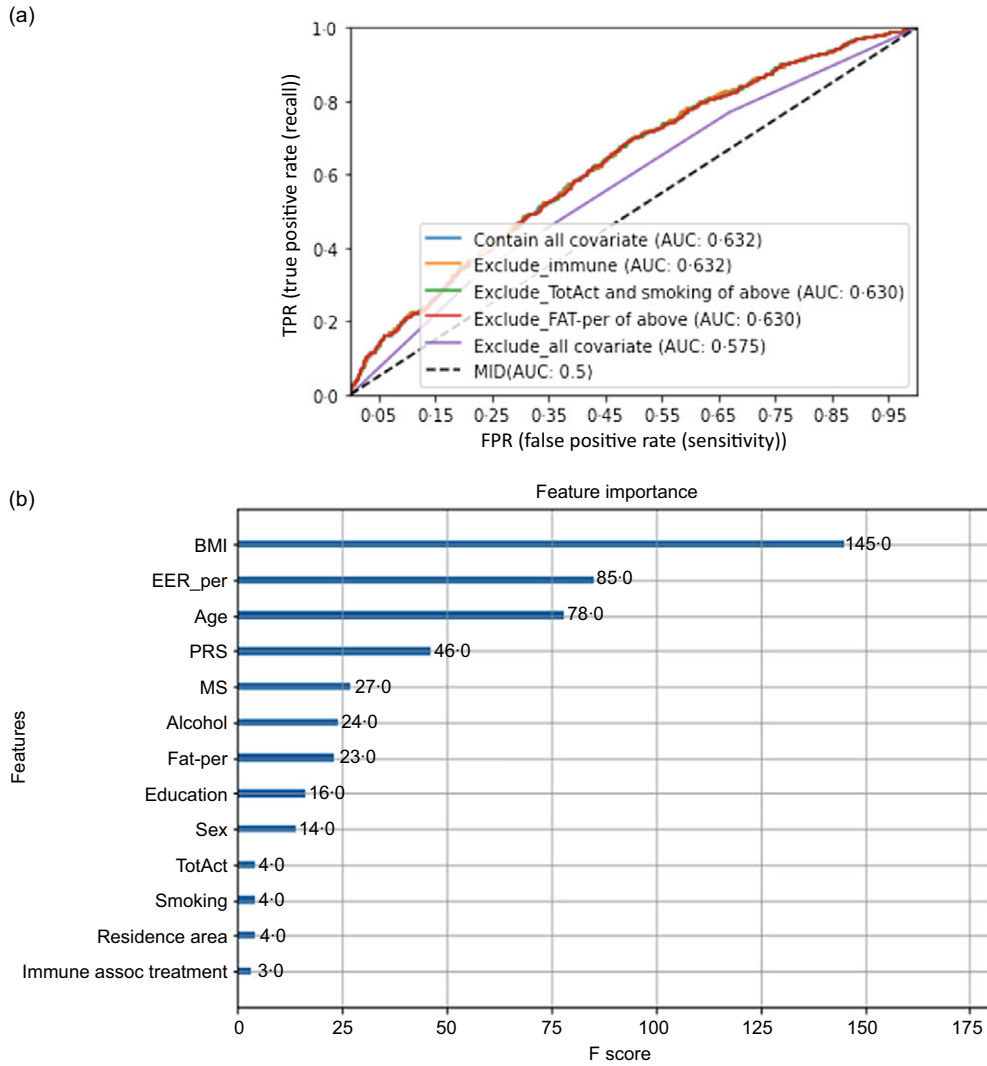 (a)
1·0
0·8
0·6
0·4
0·2
0·0
TPR (true positive rate (recall))
Contain all covariate (AUC: 0·632)
Exclude_immune (AUC: 0·632)
Exclude_TotAct and smoking of above (AUC: 0·630)
Exclude_FAT-per of above (AUC: 0·630)
Exclude_all covariate (AUC: 0·575)
MID(AUC: 0.5)
0·05 0·15 0·25 0·35 0·45 0·55 0·65 0·75 0·85 0·95
FPR (false positive rate (sensitivity))
(b)
Feature importance
Features
BMI 145·0
EER_per 85·0
Age 78·0
PRS 46·0
MS 27·0
Alcohol 24·0
Fat-per 23·0
Education 16·0
Sex 14·0
TotAct 4·0
Smoking 4·0
Residence area 4·0
Immune assoc treatment 3·0
0 25 50 75 100 125 150 175
F score